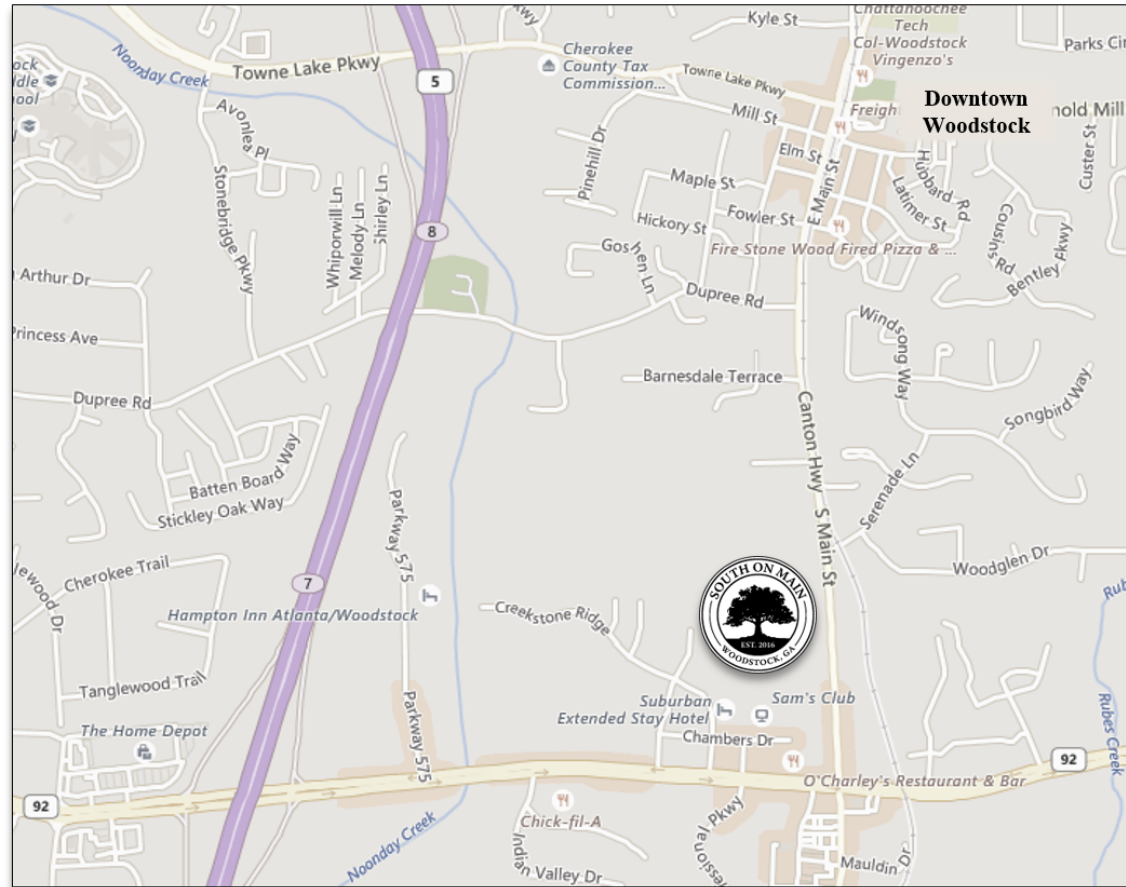 Kyle St
Chattahoochee
Tech
Col-Woodstock
Vingenzo's
Parks Cir
Noonday Creek
Towne Lake Pkwy
5
Cherokee
County Tax
Commission...
Towne Lake Pkwy
Mill St
Freight
Downtown
Woodstock
nold Mill
Avonlea Pl
Stonebridge Pkwy
Pinehill Dr
Elm St
Maple St
Hickory St
Fowler St
E Main St
Hubbard Rd
Latimer St
Custer St
Whiporwill Ln
Melody Ln
Shirley Ln
8
Goshen Ln
Fire Stone Wood Fired Pizza & ...
Cousins Rd
Bentley Pkwy
Arthur Dr
Dupree Rd
Princess Ave
Windsong Way
Barnesdale Terrace
Dupree Rd
Canton Hwy
Songbird Way
Batten Board Way
Stickley Oak Way
Parkway 575
Serenade Ln
S Main St
Cherokee Trail
lewood Dr
7
Hampton Inn Atlanta/Woodstock
Creekstone Ridge
SOUTH ON MAIN
EST. 2016
WOODSTOCK, GA
Woodglen Dr
Tanglewood Trail
Parkway 575
Suburban
Extended Stay Hotel
Sam's Club
Rubes Creek
The Home Depot
Chambers Dr
92
O'Charley's Restaurant & Bar
92
Noonday Creek
Chick-fil-A
Indian Valley Dr
al Pkwy
Mauldin Dr